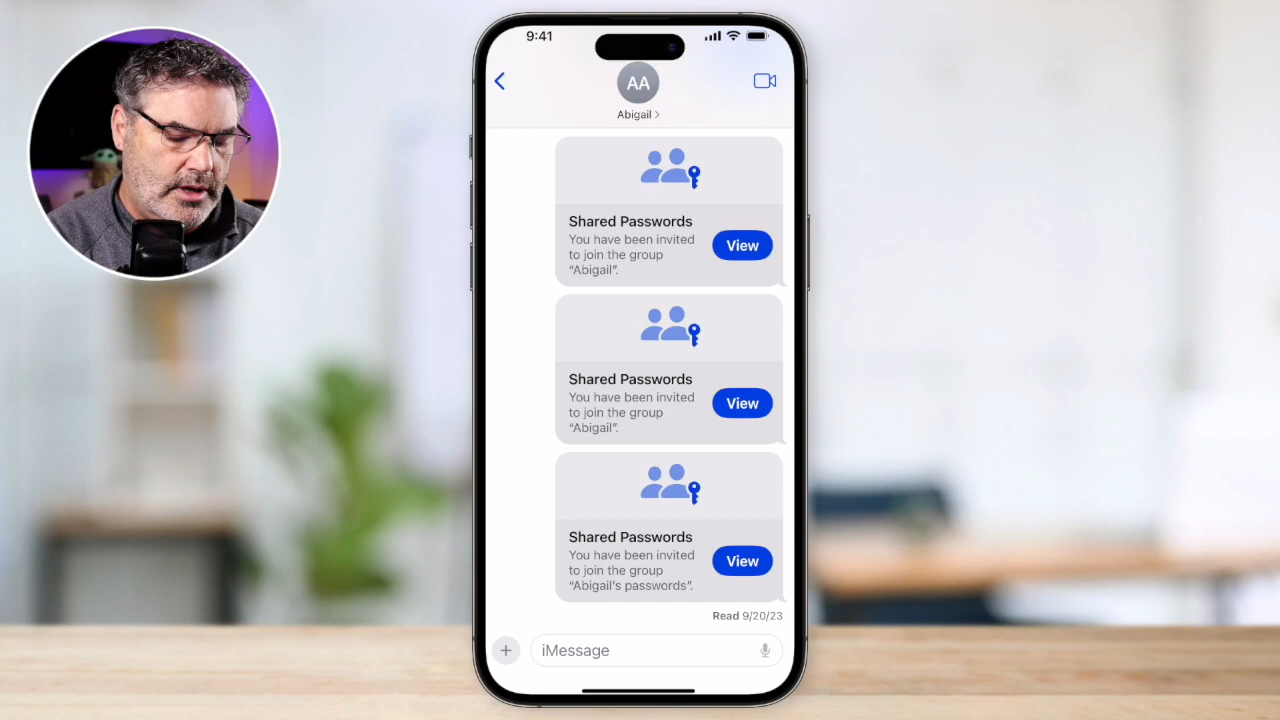 9:41
AA
Abigail >
Shared Passwords
You have been invited
to join the group
“Abigail”.
View
Shared Passwords
You have been invited
to join the group
“Abigail”.
View
Shared Passwords
You have been invited
to join the group
“Abigail’s passwords”.
View
Read 9/20/23
iMessage